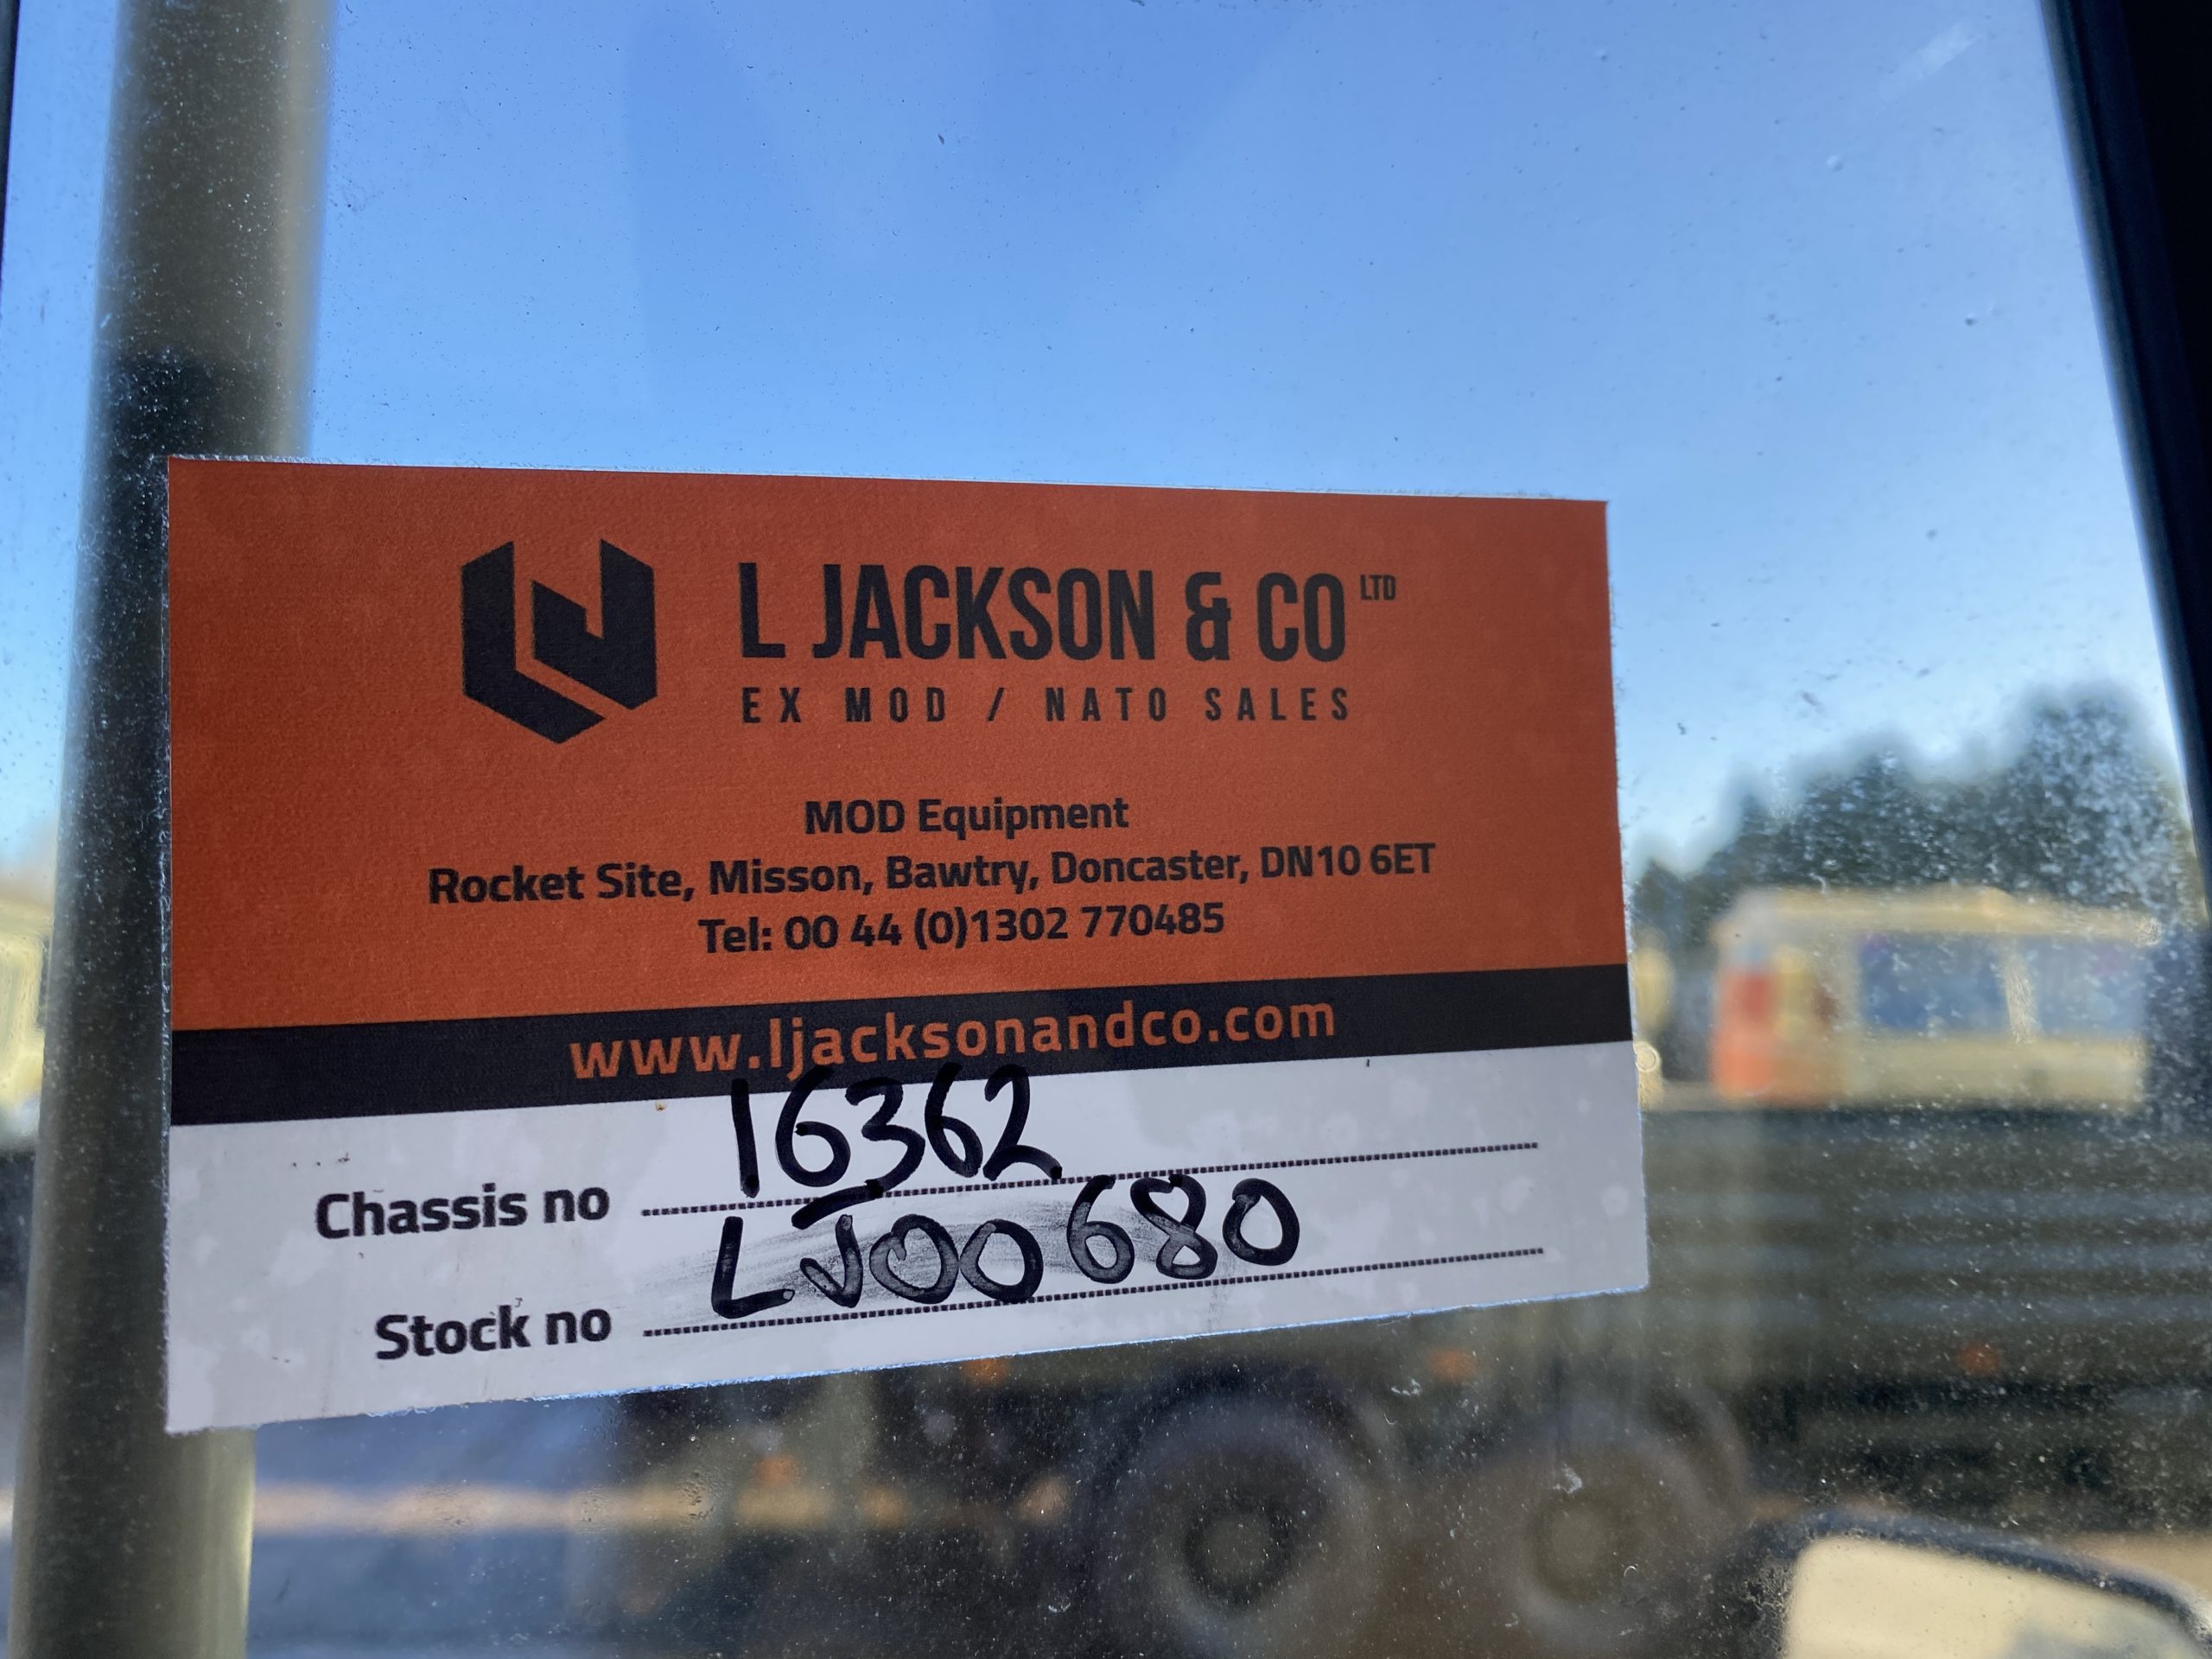 L JACKSON & CO LTD
EX MOD / NATO SALES
MOD Equipment
Rocket Site, Misson, Bawtry, Doncaster, DN10 6ET
Tel: 00 44 (0)1302 770485
www.ljacksonandco.com
Chassis no 16362
Stock no LJ00680